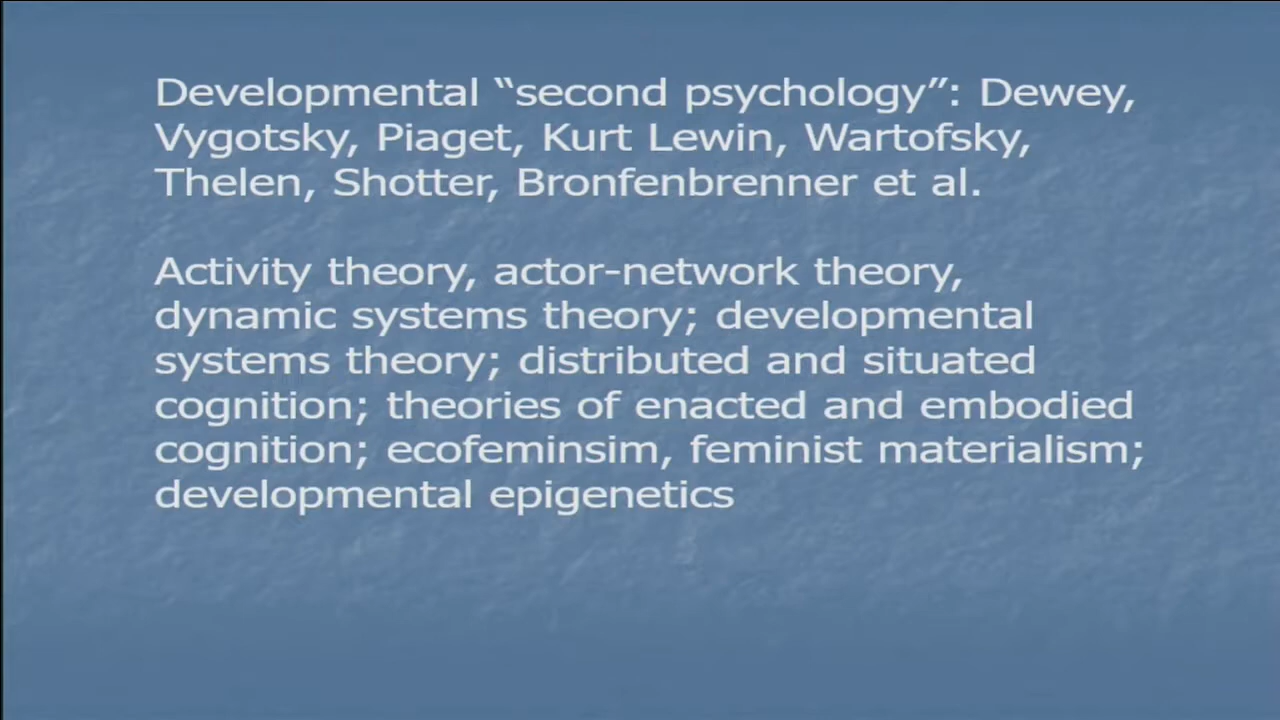 Developmental “second psychology”: Dewey,
Vygotsky, Piaget, Kurt Lewin, Wartofsky,
Thelen, Shotter, Bronfenbrenner et al.
Activity theory, actor-network theory,
dynamic systems theory; developmental
systems theory; distributed and situated
cognition; theories of enacted and embodied
cognition; ecofeminsim, feminist materialism;
developmental epigenetics